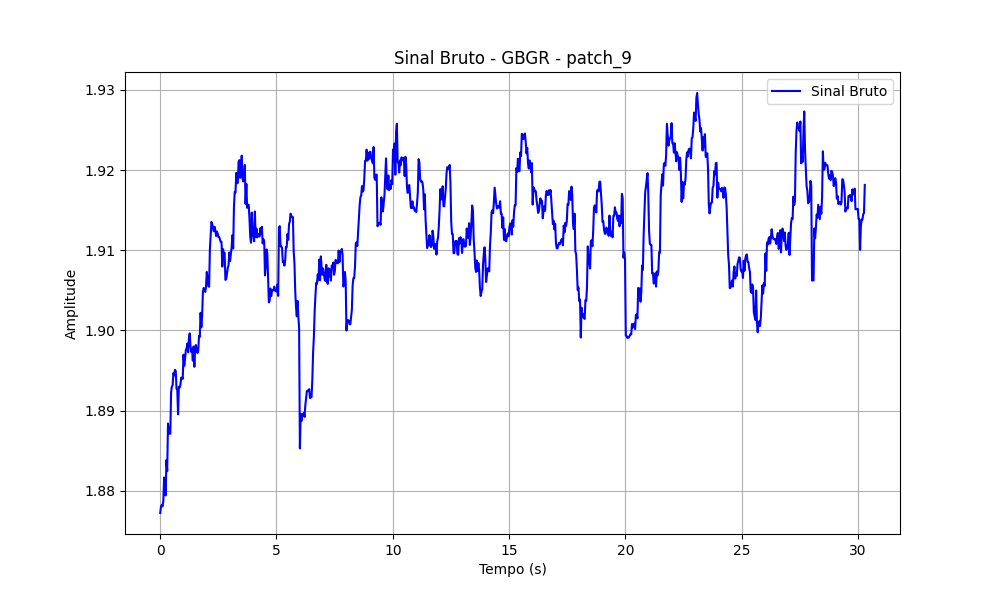 Sinal Bruto - GBGR - patch_9
Sinal Bruto
1.93
1.92
1.91
1.90
1.89
1.88
Amplitude
0 5 10 15 20 25 30
Tempo (s)